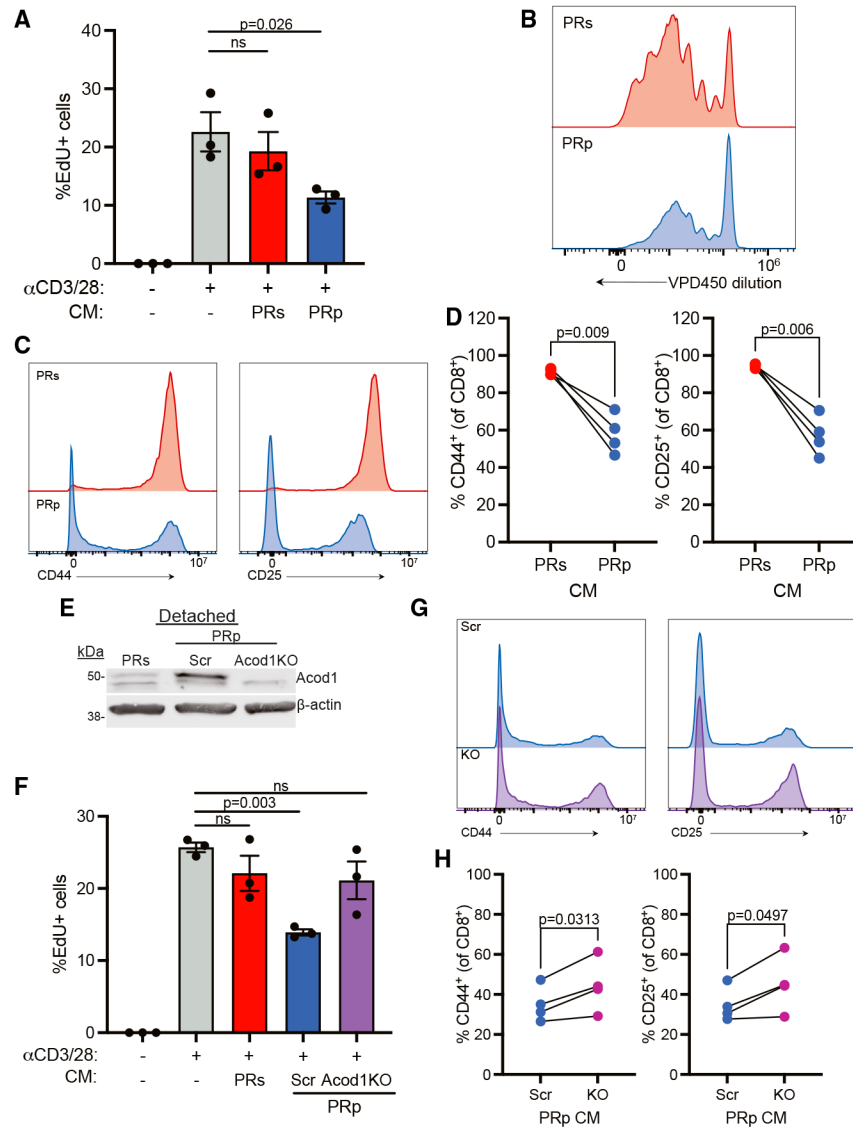 A
p=0.026
ns
40
30
20
10
0
%EdU+ cells
αCD3/28: - + + +
CM: - - PRs PRp
B
PRs
PRp
0 10⁶
VPD450 dilution
C
PRs
PRp
0 10⁷
CD44
0 10⁷
CD25
D
p=0.009
120
100
80
60
40
20
0
% CD44⁺ (of CD8⁺)
PRs PRp
CM
p=0.006
120
100
80
60
40
20
0
% CD25⁺ (of CD8⁺)
PRs PRp
CM
E
Detached
PRp
kDa PRs Scr Acod1KO
50- Acod1
β-actin
38-
F
ns
p=0.003
ns
30
20
10
0
%EdU+ cells
αCD3/28: - + + + +
CM: - - PRs Scr Acod1KO
PRp
G
Scr
KO
0 10⁷
CD44
0 10⁷
CD25
H
p=0.0313
100
80
60
40
20
0
% CD44⁺ (of CD8⁺)
Scr KO
PRp CM
p=0.0497
100
80
60
40
20
0
% CD25⁺ (of CD8⁺)
Scr KO
PRp CM